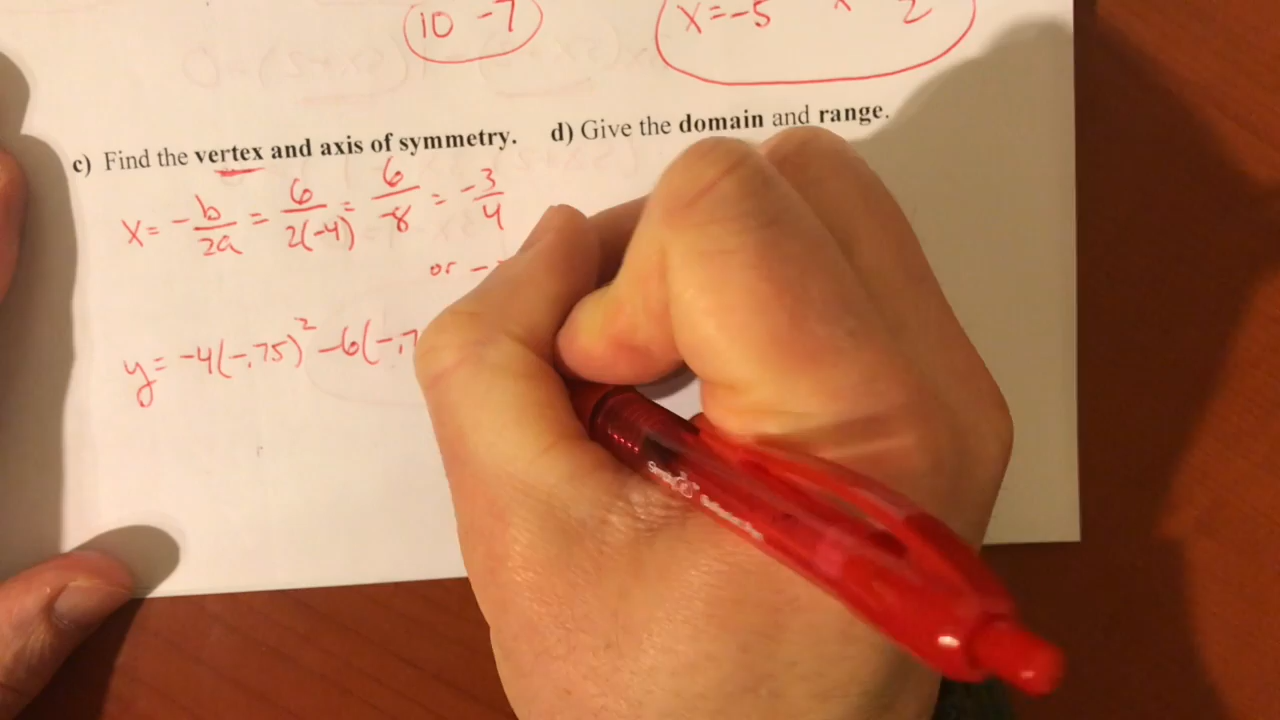 10 -7
x=-5 x 2
c) Find the vertex and axis of symmetry. d) Give the domain and range.
x= -b/2a = 6/2(-4) = 6/-8 = -3/4
or -
y= -4(-.75)² -6(-.7